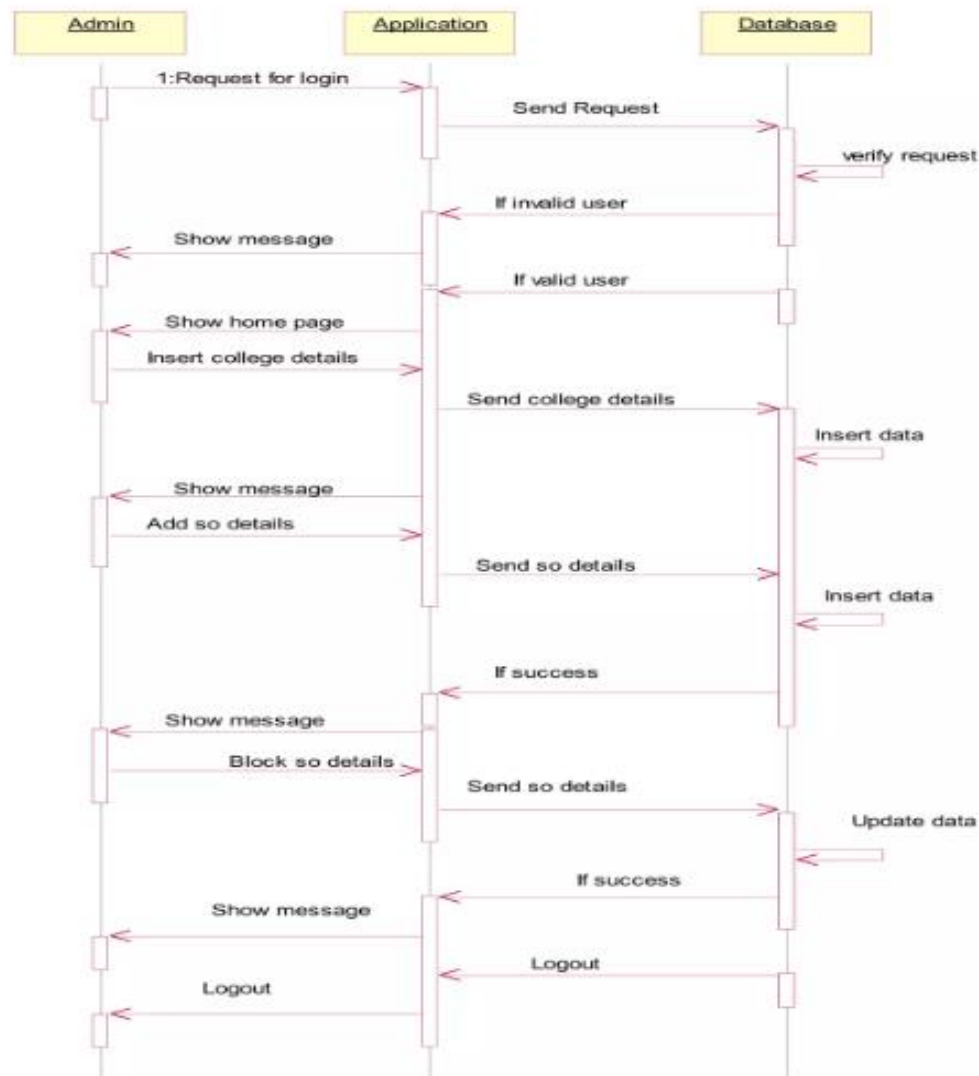 Admin
Application
Database
1:Request for login
Send Request
verify request
If invalid user
Show message
If valid user
Show home page
Insert college details
Send college details
Insert data
Show message
Add so details
Send so details
Insert data
If success
Show message
Block so details
Send so details
Update data
If success
Show message
Logout
Logout